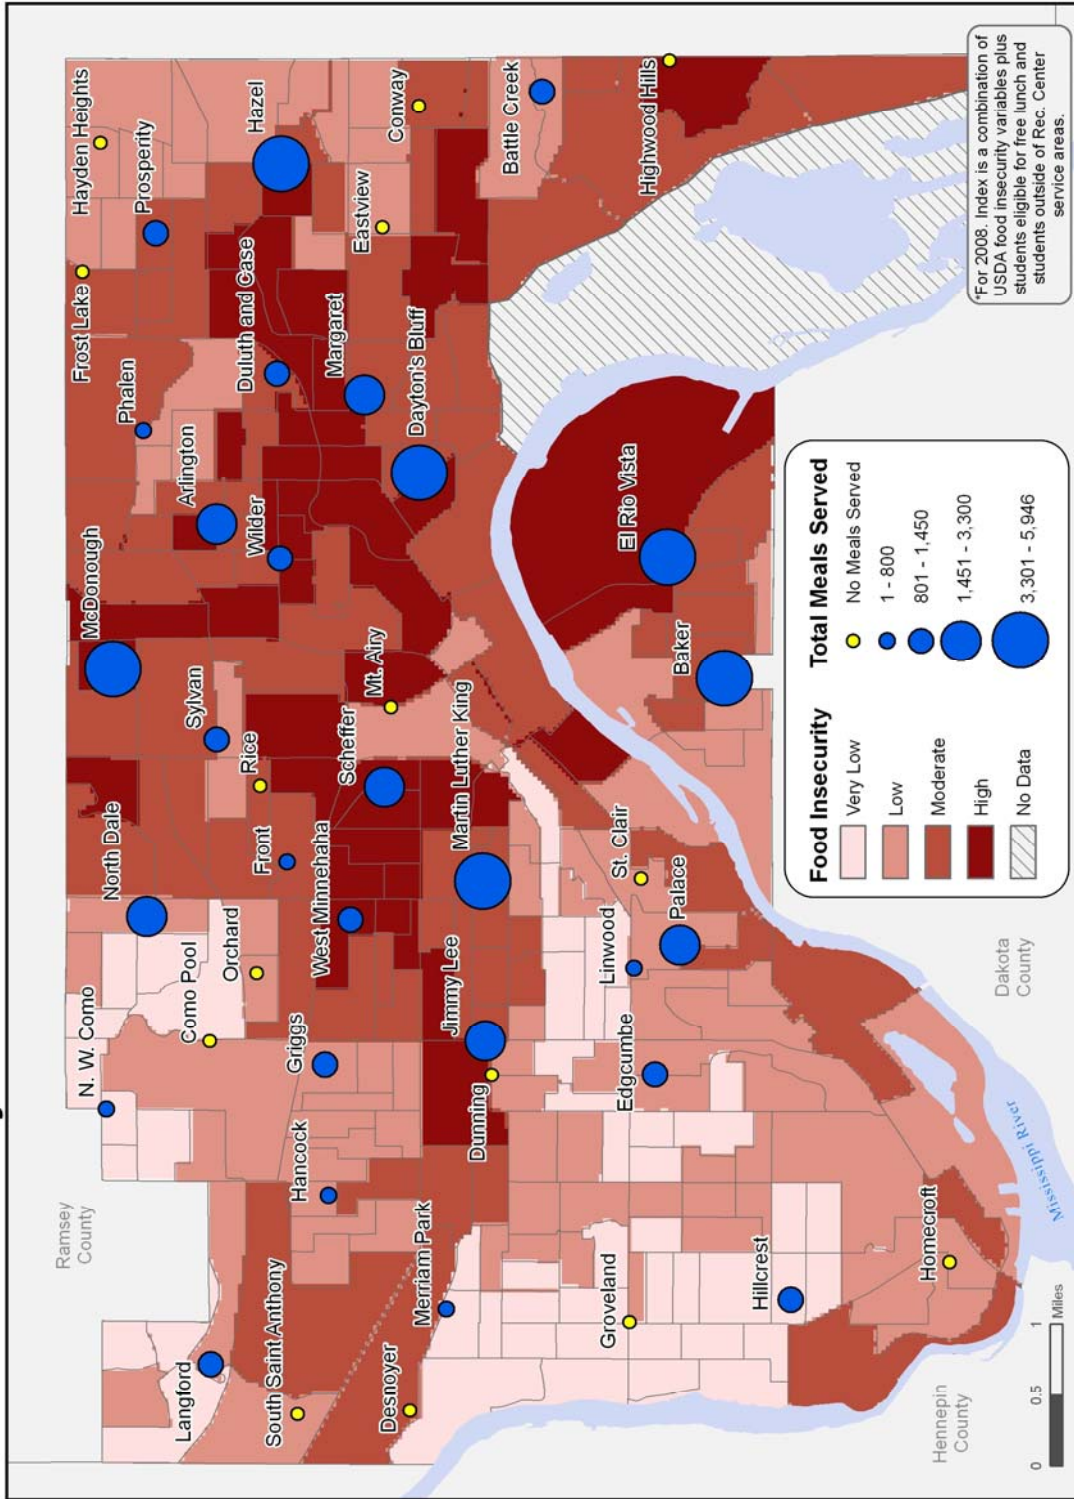 Ramsey
County
N. W. Como
Langford
South Saint Anthony
Desnoyer
Merriam Park
Hancock
Griggs
Como Pool
Orchard
North Dale
Front
West Minnehaha
Rice
Sylvan
Scheffer
Mt. Airy
McDonough
Arlington
Wilder
Phalen
Frost Lake
Hayden Heights
Prosperity
Duluth and Case
Hazel
Margaret
Eastview
Conway
Dayton's Bluff
Battle Creek
Highwood Hills
Dunning
Jimmy Lee
Martin Luther King
Groveland
Edgcumbe
Linwood
St. Clair
Palace
Baker
El Rio Vista
Hillcrest
Homecroft
Hennepin
County
Dakota
County
Mississippi River
0 0.5 1
Miles
Food Insecurity
Very Low
Low
Moderate
High
No Data
Total Meals Served
No Meals Served
1 - 800
801 - 1,450
1,451 - 3,300
3,301 - 5,946
*For 2008. Index is a combination of
USDA food insecurity variables plus
students eligible for free lunch and
students outside of Rec. Center
service areas.